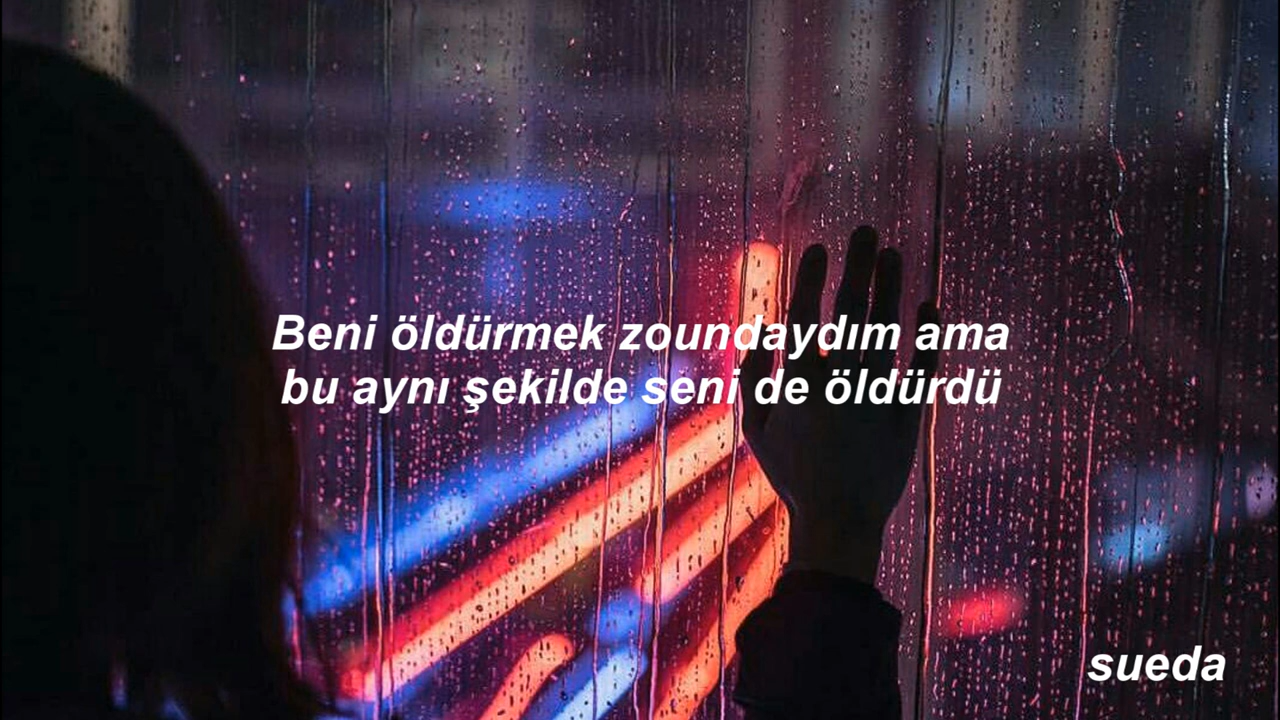 Beni öldürmek zoundaydım ama
bu aynı şekilde seni de öldürdü
sueda